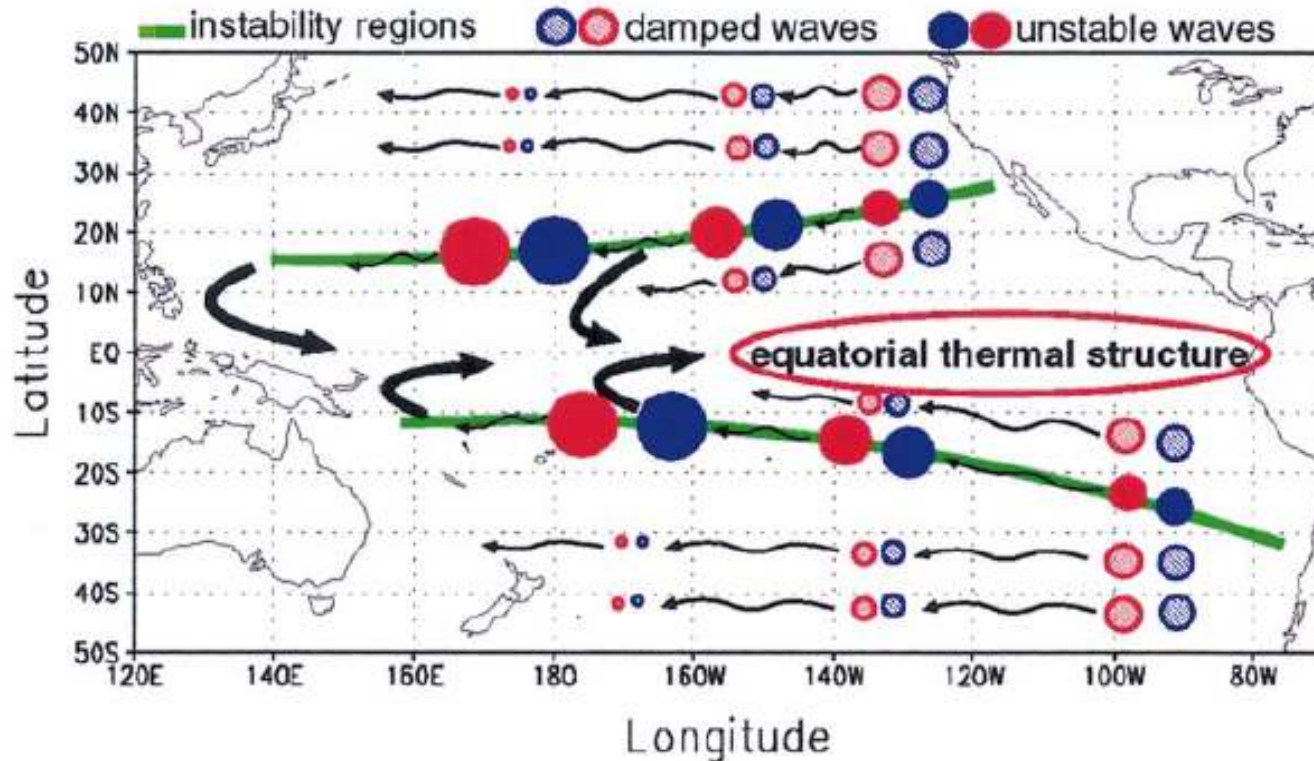 instability regions damped waves unstable waves
50N
40N
30N
20N
10N
EQ
10S
20S
30S
40S
50S
Latitude
equatorial thermal structure
120E 140E 160E 180 160W 140W 120W 100W 80W
Longitude